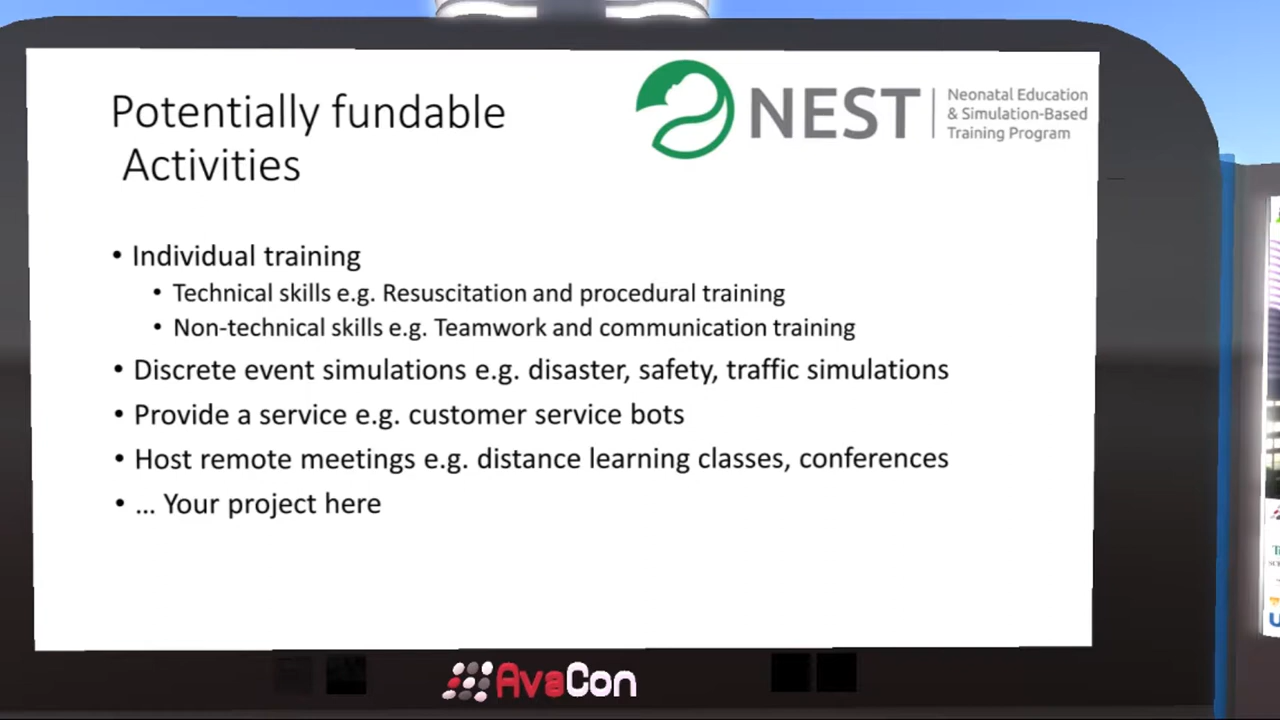 Potentially fundable
Activities
NEST
Neonatal Education
& Simulation-Based
Training Program
• Individual training
• Technical skills e.g. Resuscitation and procedural training
• Non-technical skills e.g. Teamwork and communication training
• Discrete event simulations e.g. disaster, safety, traffic simulations
• Provide a service e.g. customer service bots
• Host remote meetings e.g. distance learning classes, conferences
• … Your project here
AvaCon